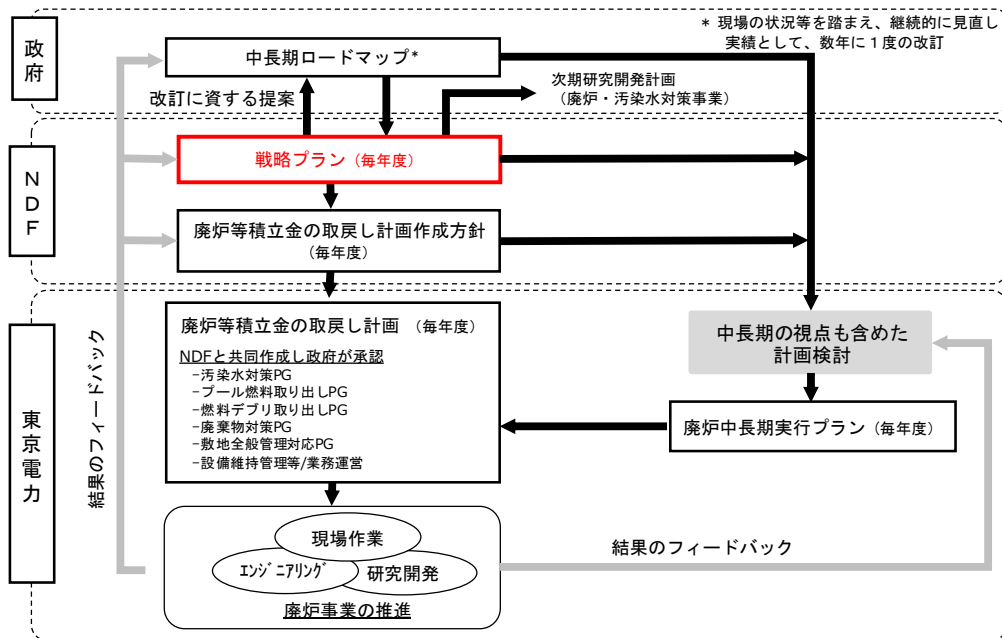 政府
* 現場の状況等を踏まえ、継続的に見直し
実績として、数年に1度の改訂
中長期ロードマップ*
改訂に資する提案
次期研究開発計画
(廃炉・汚染水対策事業)
NDF
戦略プラン(毎年度)
廃炉等積立金の取戻し計画作成方針
(毎年度)
東京電力
結果のフィードバック
廃炉等積立金の取戻し計画 (毎年度)
NDFと共同作成し政府が承認
-汚染水対策PG
-プール燃料取り出しPG
-燃料デブリ取り出しPG
-廃棄物対策PG
-敷地全般管理対応PG
-設備維持管理等/業務運営
中長期の視点も含めた
計画検討
廃炉中長期実行プラン(毎年度)
現場作業
エンジニアリング
研究開発
廃炉事業の推進
結果のフィードバック